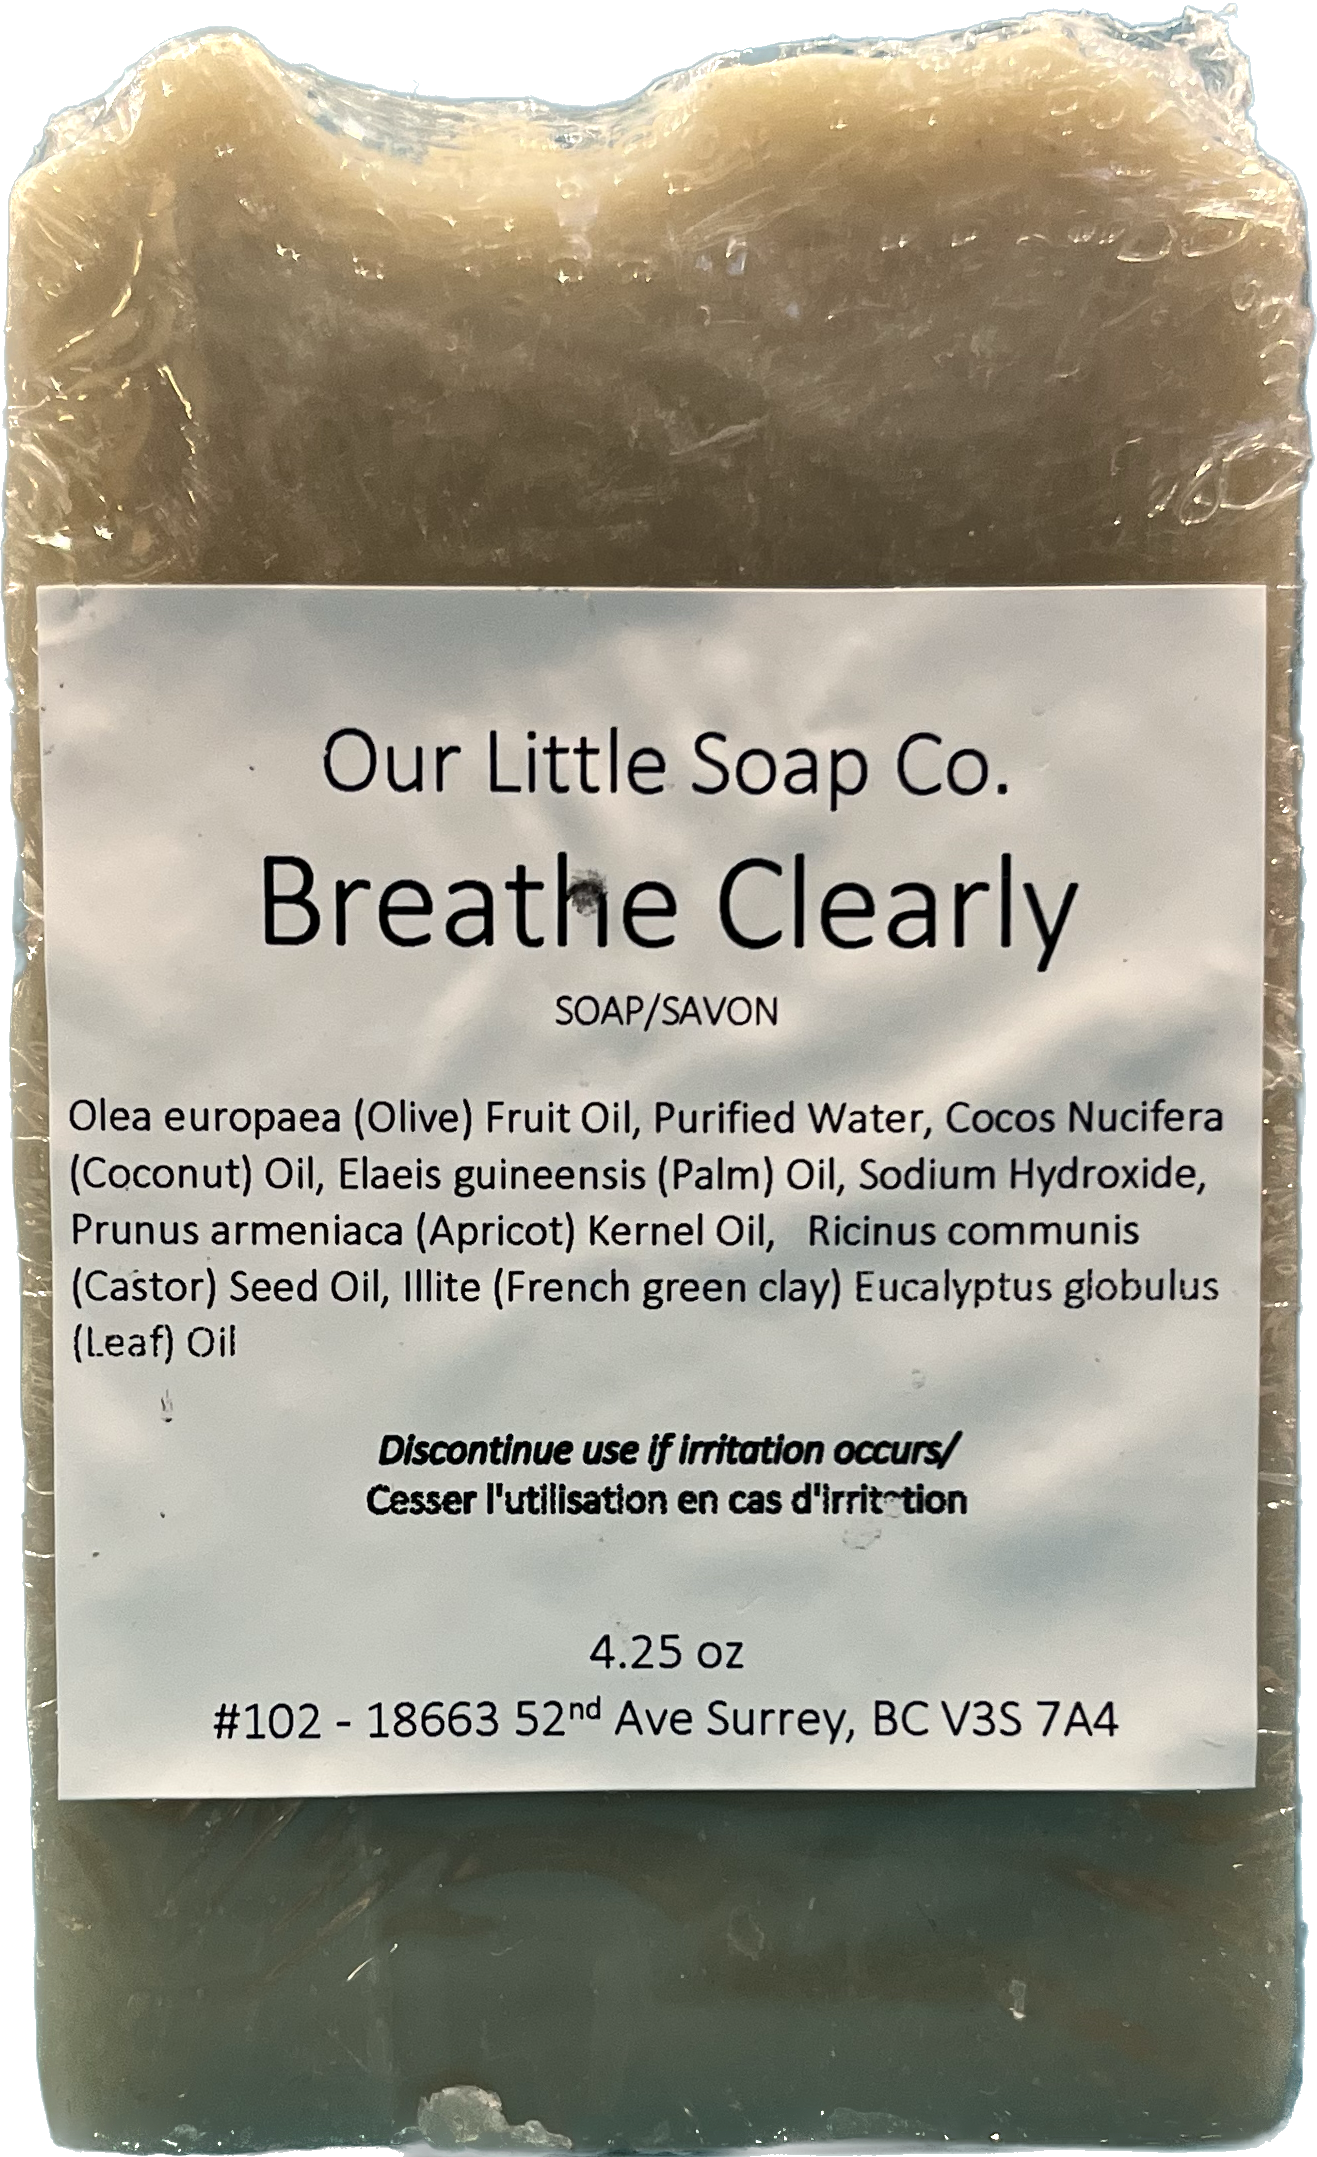 Our Little Soap Co.
Breathe Clearly
SOAP/SAVON
Olea europaea (Olive) Fruit Oil, Purified Water, Cocos Nucifera
(Coconut) Oil, Elaeis guineensis (Palm) Oil, Sodium Hydroxide,
Prunus armeniaca (Apricot) Kernel Oil, Ricinus communis
(Castor) Seed Oil, Illite (French green clay) Eucalyptus globulus
(Leaf) Oil
Discontinue use if irritation occurs/
Cesser l'utilisation en cas d'irritation
4.25 oz
#102 - 18663 52nd Ave Surrey, BC V3S 7A4